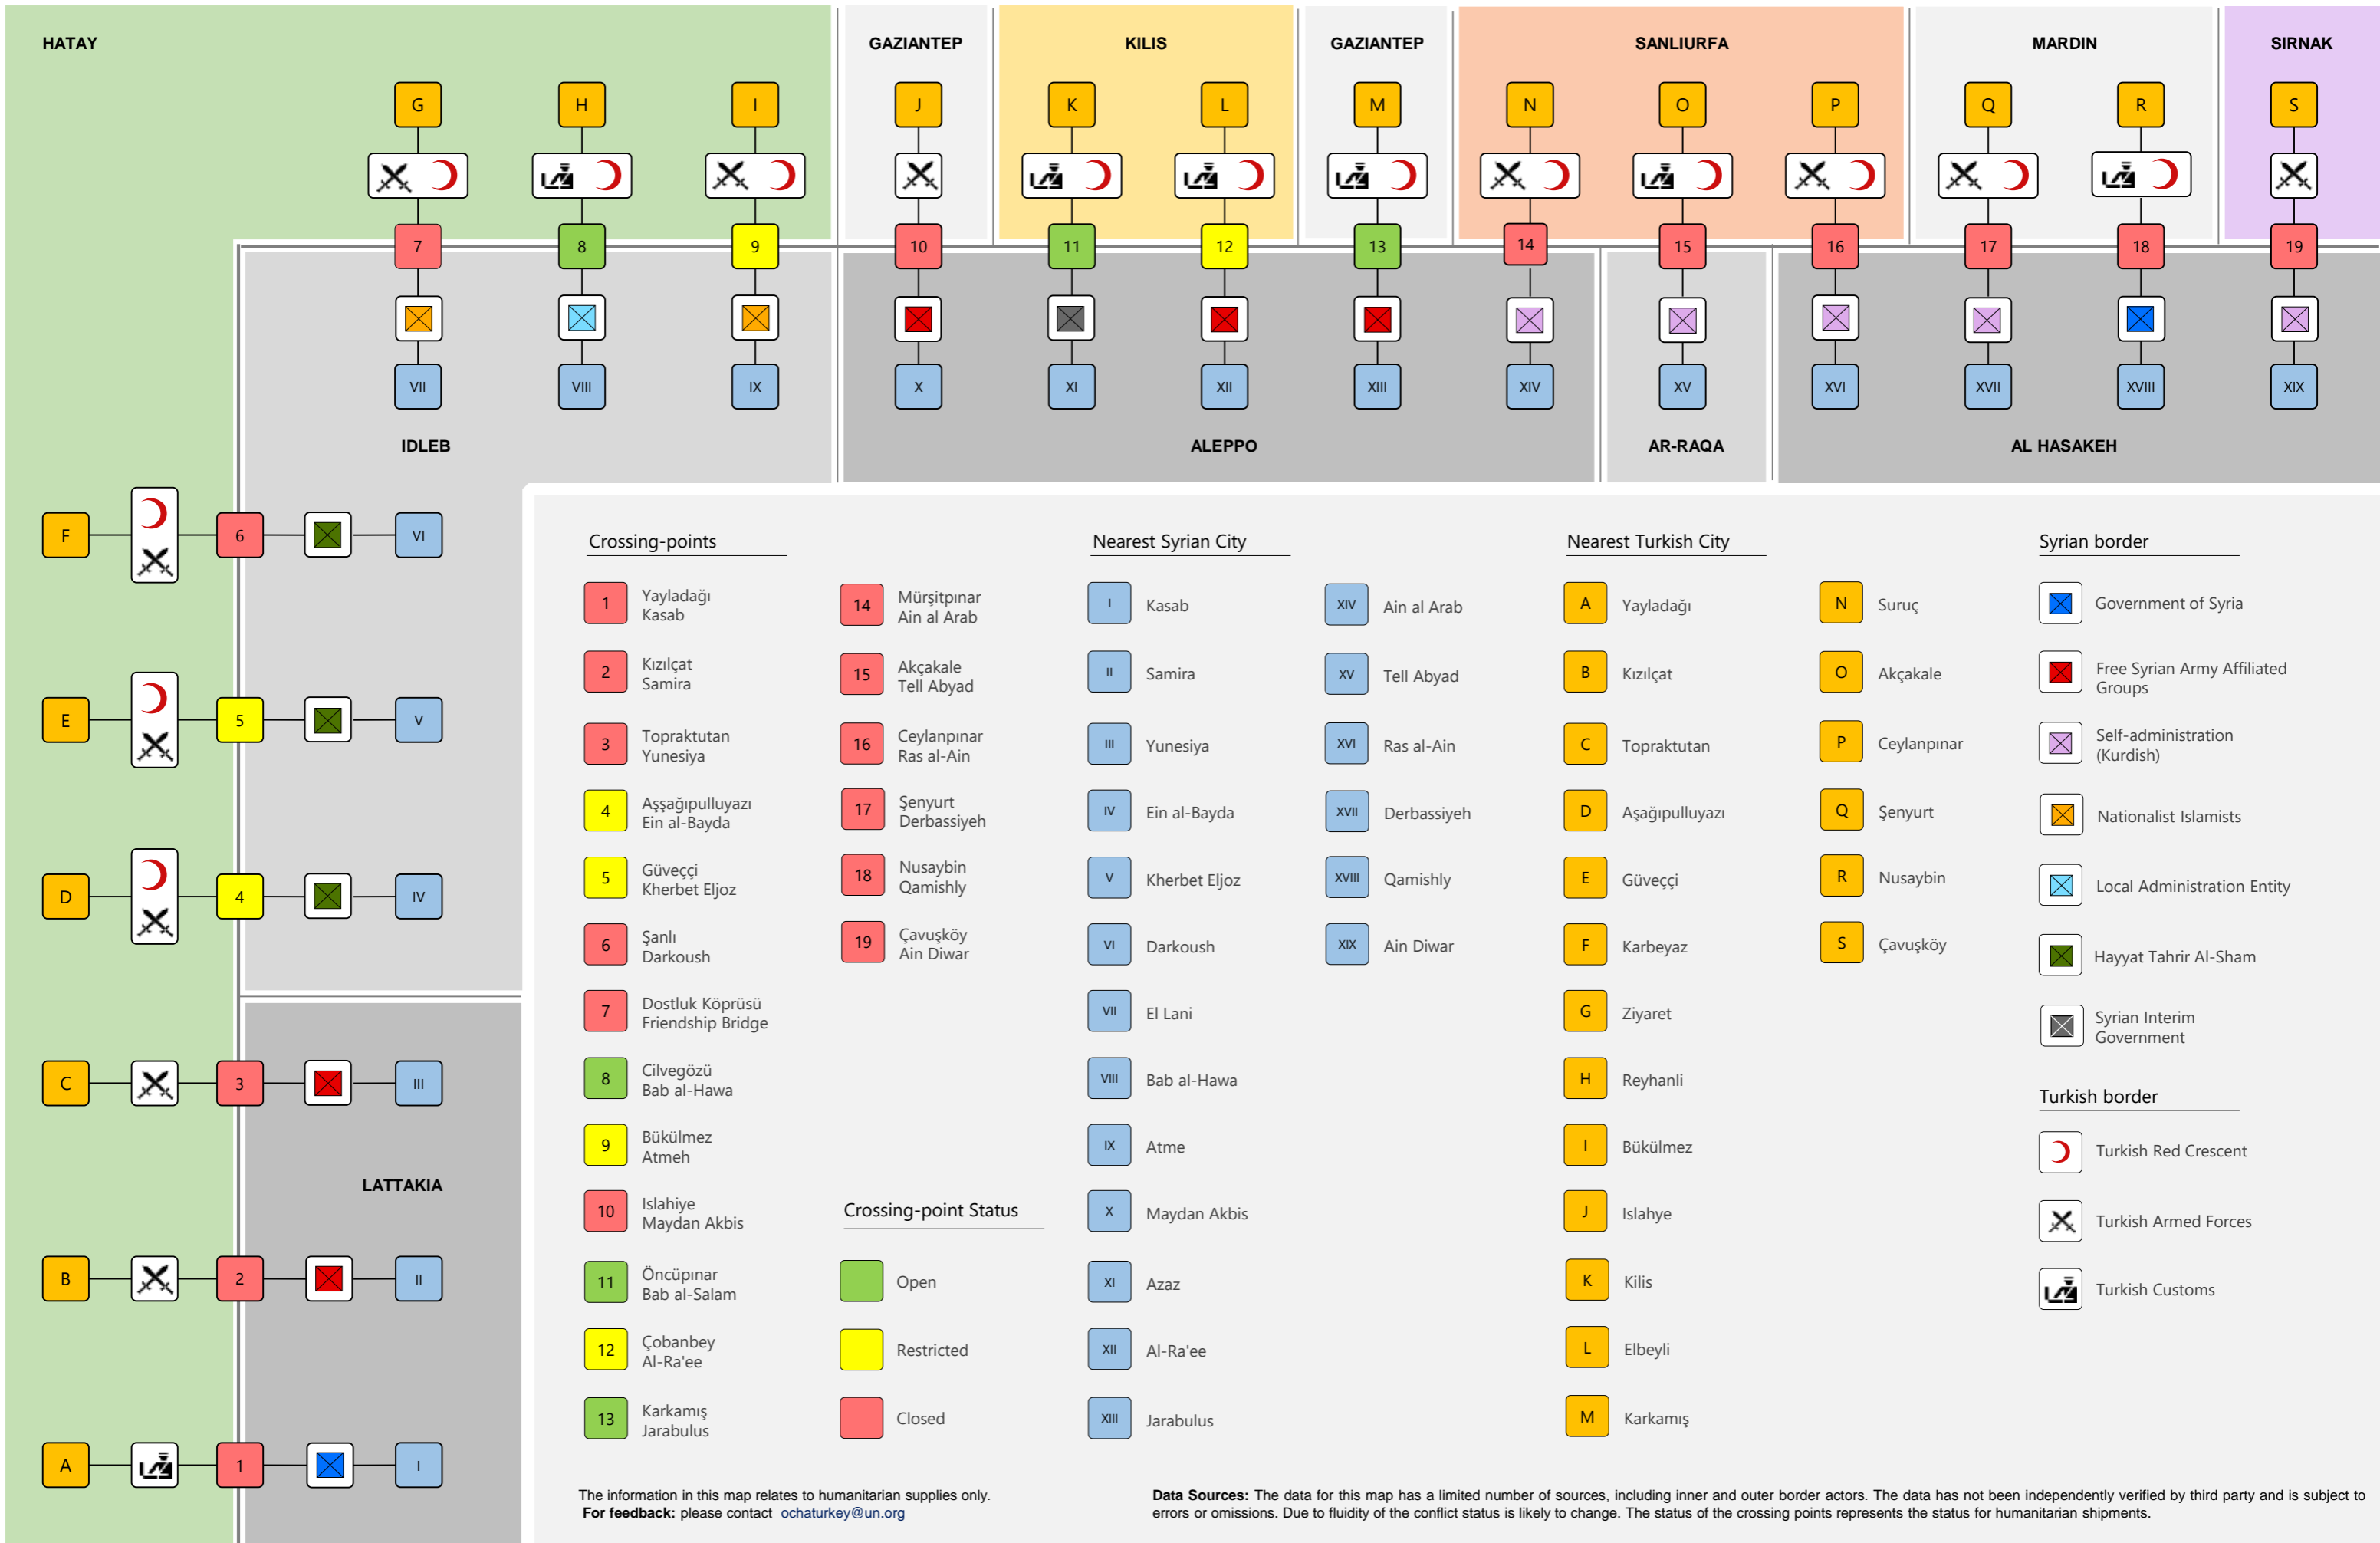 HATAY
GAZIANTEP
KILIS
GAZIANTEP
SANLIURFA
MARDIN
SIRNAK
G
H
I
J
K
L
M
N
O
P
Q
R
S
7
8
9
10
11
12
13
14
15
16
17
18
19
VII
VIII
IX
X
XI
XII
XIII
XIV
XV
XVI
XVII
XVIII
XIX
IDLEB
ALEPPO
AR-RAQA
AL HASAKEH
F
6
VI
E
5
V
D
4
IV
C
3
III
LATTAKIA
B
2
II
A
1
I
Crossing-points
1
Yayladağı
Kasab
2
Kızılçat
Samira
3
Topraktutan
Yunesiya
4
Aşşağıpulluyazı
Ein al-Bayda
5
Güveççi
Kherbet Eljoz
6
Şanlı
Darkoush
7
Dostluk Köprüsü
Friendship Bridge
8
Cilvegözü
Bab al-Hawa
9
Bükülmez
Atmeh
10
Islahiye
Maydan Akbis
11
Öncüpınar
Bab al-Salam
12
Çobanbey
Al-Ra'ee
13
Karkamış
Jarabulus
14
Mürşitpınar
Ain al Arab
15
Akçakale
Tell Abyad
16
Ceylanpınar
Ras al-Ain
17
Şenyurt
Derbassiyeh
18
Nusaybin
Qamishly
19
Çavuşköy
Ain Diwar
Crossing-point Status
Open
Restricted
Closed
Nearest Syrian City
I
Kasab
II
Samira
III
Yunesiya
IV
Ein al-Bayda
V
Kherbet Eljoz
VI
Darkoush
VII
El Lani
VIII
Bab al-Hawa
IX
Atme
X
Maydan Akbis
XI
Azaz
XII
Al-Ra'ee
XIII
Jarabulus
XIV
Ain al Arab
XV
Tell Abyad
XVI
Ras al-Ain
XVII
Derbassiyeh
XVIII
Qamishly
XIX
Ain Diwar
Nearest Turkish City
A
Yayladağı
B
Kızılçat
C
Topraktutan
D
Aşağıpulluyazı
E
Güveççi
F
Karbeyaz
G
Ziyaret
H
Reyhanli
I
Bükülmez
J
Islahye
K
Kilis
L
Elbeyli
M
Karkamış
N
Suruç
O
Akçakale
P
Ceylanpınar
Q
Şenyurt
R
Nusaybin
S
Çavuşköy
Syrian border
Government of Syria
Free Syrian Army Affiliated
Groups
Self-administration
(Kurdish)
Nationalist Islamists
Local Administration Entity
Hayyat Tahrir Al-Sham
Syrian Interim
Government
Turkish border
Turkish Red Crescent
Turkish Armed Forces
Turkish Customs
The information in this map relates to humanitarian supplies only.
For feedback: please contact ochaturkey@un.org
Data Sources: The data for this map has a limited number of sources, including inner and outer border actors. The data has not been independently verified by third party and is subject to
errors or omissions. Due to fluidity of the conflict status is likely to change. The status of the crossing points represents the status for humanitarian shipments.